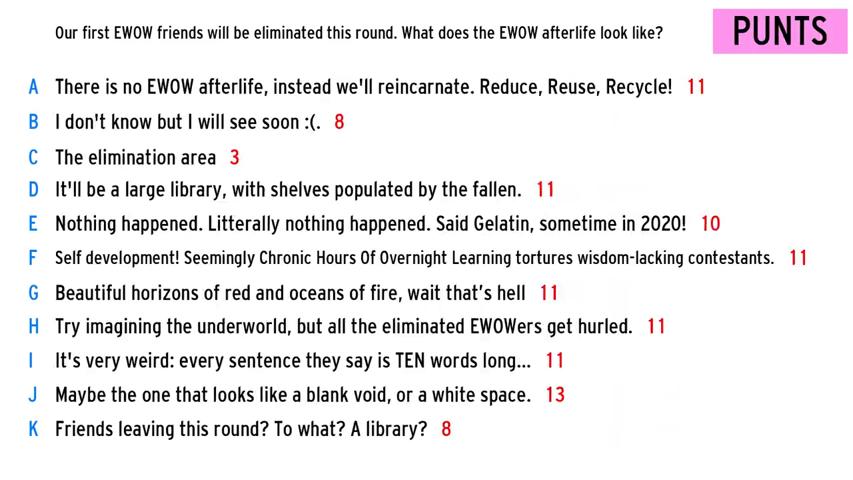 Our first EWOW friends will be eliminated this round. What does the EWOW afterlife look like?
PUNTS
A There is no EWOW afterlife, instead we'll reincarnate. Reduce, Reuse, Recycle! 11
B I don't know but I will see soon :(. 8
C The elimination area 3
D It'll be a large library, with shelves populated by the fallen. 11
E Nothing happened. Litterally nothing happened. Said Gelatin, sometime in 2020! 10
F Self development! Seemingly Chronic Hours Of Overnight Learning tortures wisdom-lacking contestants. 11
G Beautiful horizons of red and oceans of fire, wait that’s hell 11
H Try imagining the underworld, but all the eliminated EWOWers get hurled. 11
I It's very weird: every sentence they say is TEN words long... 11
J Maybe the one that looks like a blank void, or a white space. 13
K Friends leaving this round? To what? A library? 8